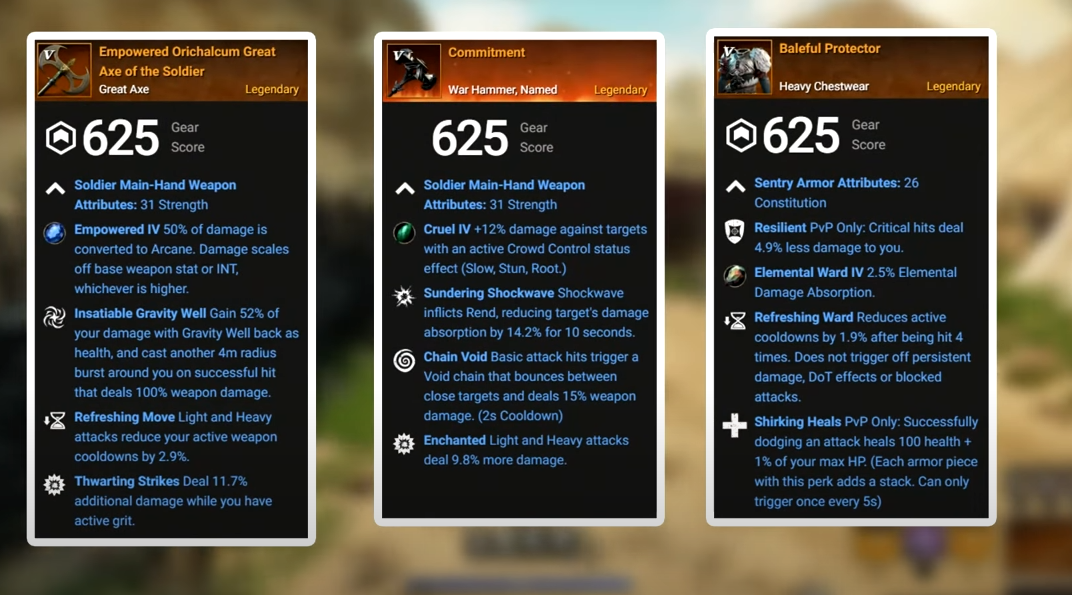 V
Empowered Orichalcum Great
Axe of the Soldier
Great Axe
Legendary
625
Gear
Score
Soldier Main-Hand Weapon
Attributes: 31 Strength
Empowered IV 50% of damage is
converted to Arcane. Damage scales
off base weapon stat or INT,
whichever is higher.
Insatiable Gravity Well Gain 52% of
your damage with Gravity Well back as
health, and cast another 4m radius
burst around you on successful hit
that deals 100% weapon damage.
Refreshing Move Light and Heavy
attacks reduce your active weapon
cooldowns by 2.9%.
Thwarting Strikes Deal 11.7%
additional damage while you have
active grit.
V
Commitment
War Hammer, Named
Legendary
625
Gear
Score
Soldier Main-Hand Weapon
Attributes: 31 Strength
Cruel IV +12% damage against targets
with an active Crowd Control status
effect (Slow, Stun, Root.)
Sundering Shockwave Shockwave
inflicts Rend, reducing target's damage
absorption by 14.2% for 10 seconds.
Chain Void Basic attack hits trigger a
Void chain that bounces between
close targets and deals 15% weapon
damage. (2s Cooldown)
Enchanted Light and Heavy attacks
deal 9.8% more damage.
V
Baleful Protector
Heavy Chestwear
Legendary
625
Gear
Score
Sentry Armor Attributes: 26
Constitution
Resilient PvP Only: Critical hits deal
4.9% less damage to you.
Elemental Ward IV 2.5% Elemental
Damage Absorption.
Refreshing Ward Reduces active
cooldowns by 1.9% after being hit 4
times. Does not trigger off persistent
damage, DoT effects or blocked
attacks.
Shirking Heals PvP Only: Successfully
dodging an attack heals 100 health +
1% of your max HP. (Each armor piece
with this perk adds a stack. Can only
trigger once every 5s)